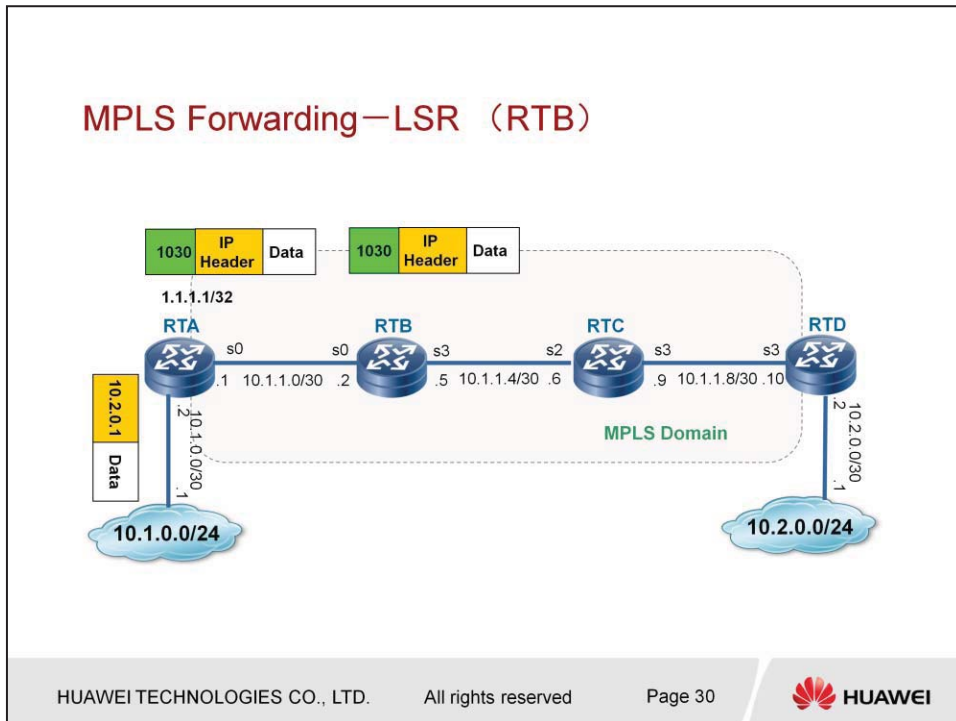 MPLS Forwarding－LSR （RTB）
1030 IP Header Data
1030 IP Header Data
1.1.1.1/32
RTA RTB RTC RTD
s0 s0 s3 s2 s3 s3
.1 10.1.1.0/30 .2 .5 10.1.1.4/30 .6 .9 10.1.1.8/30 .10
10.2.0.1 Data
.2 10.1.0.0/30 .1
MPLS Domain
.2 10.2.0.0/30 .1
10.1.0.0/24
10.2.0.0/24
HUAWEI TECHNOLOGIES CO., LTD. All rights reserved Page 30 HUAWEI